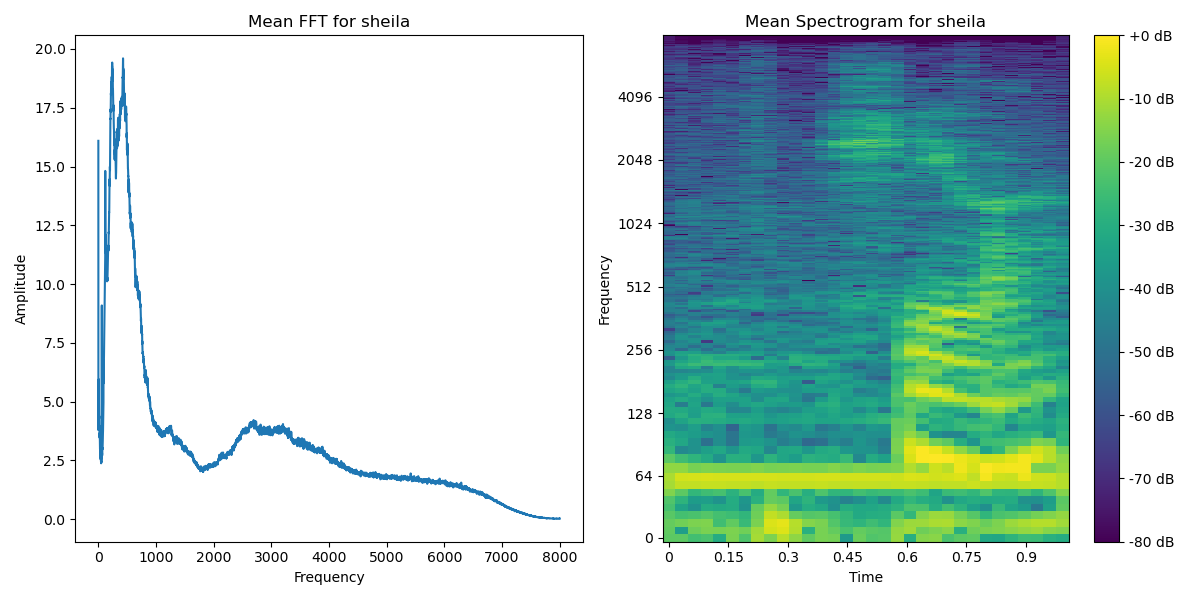 Mean FFT for sheila
20.0
17.5
15.0
12.5
10.0
7.5
5.0
2.5
0.0
Amplitude
0 1000 2000 3000 4000 5000 6000 7000 8000
Frequency
Mean Spectrogram for sheila
4096
2048
1024
512
256
128
64
0
Frequency
0 0.15 0.3 0.45 0.6 0.75 0.9
Time
+0 dB
-10 dB
-20 dB
-30 dB
-40 dB
-50 dB
-60 dB
-70 dB
-80 dB